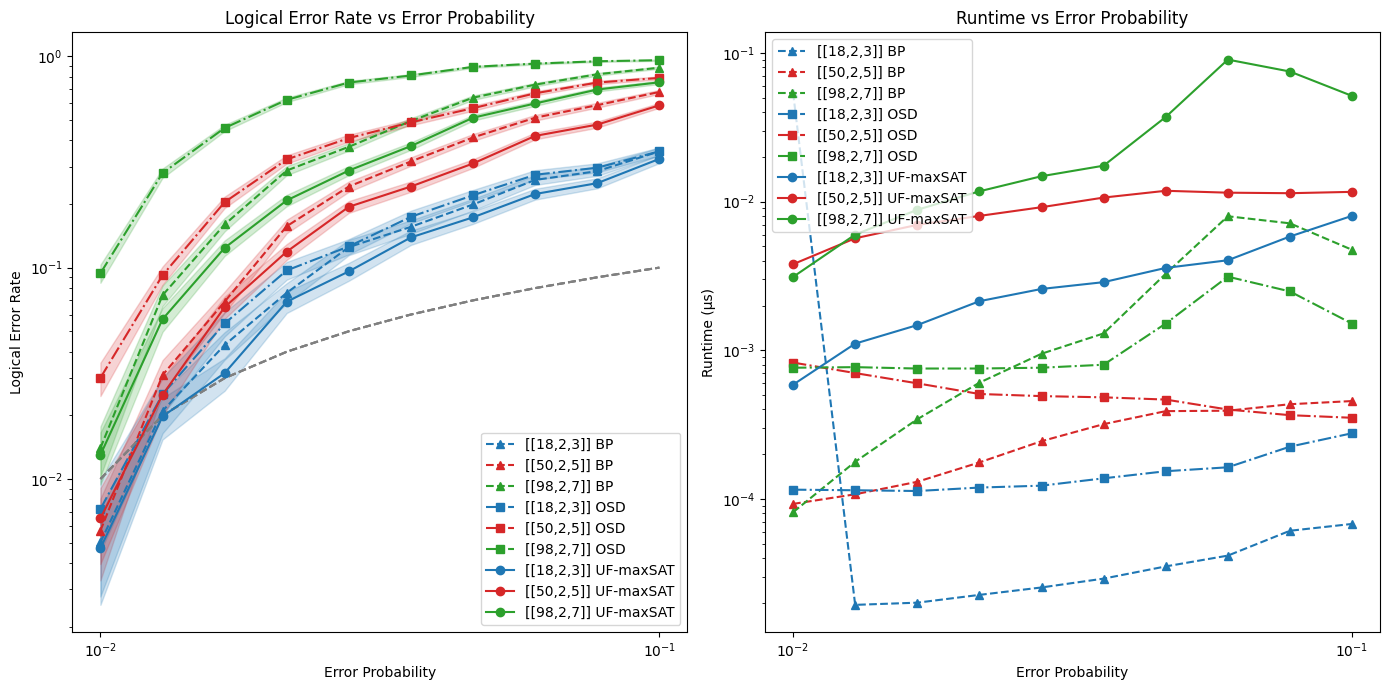 Logical Error Rate vs Error Probability
Logical Error Rate
10⁰
10⁻¹
10⁻²
[[18,2,3]] BP
[[50,2,5]] BP
[[98,2,7]] BP
[[18,2,3]] OSD
[[50,2,5]] OSD
[[98,2,7]] OSD
[[18,2,3]] UF-maxSAT
[[50,2,5]] UF-maxSAT
[[98,2,7]] UF-maxSAT
10⁻²
10⁻¹
Error Probability
Runtime vs Error Probability
Runtime (μs)
10⁻¹
10⁻²
10⁻³
10⁻⁴
[[18,2,3]] BP
[[50,2,5]] BP
[[98,2,7]] BP
[[18,2,3]] OSD
[[50,2,5]] OSD
[[98,2,7]] OSD
[[18,2,3]] UF-maxSAT
[[50,2,5]] UF-maxSAT
[[98,2,7]] UF-maxSAT
10⁻²
10⁻¹
Error Probability